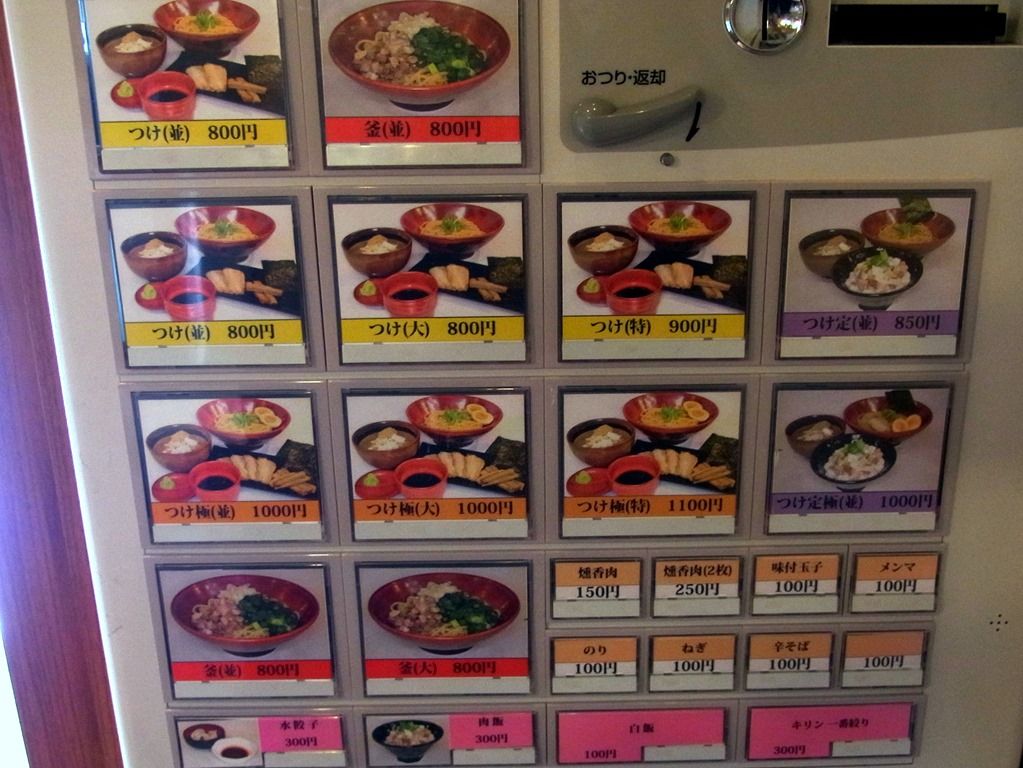 おつり・返却
つけ(並) 800円
釜(並) 800円
つけ(並) 800円
つけ(大) 800円
つけ(特) 900円
つけ定(並) 850円
つけ極(並) 1000円
つけ極(大) 1000円
つけ極(特) 1100円
つけ定極(並) 1000円
釜(並) 800円
釜(大) 800円
燻香肉
150円
燻香肉(2枚)
250円
味付玉子
100円
メンマ
100円
のり
100円
ねぎ
100円
辛そば
100円
100円
水餃子
300円
肉飯
300円
白飯
100円
キリン一番絞り
300円